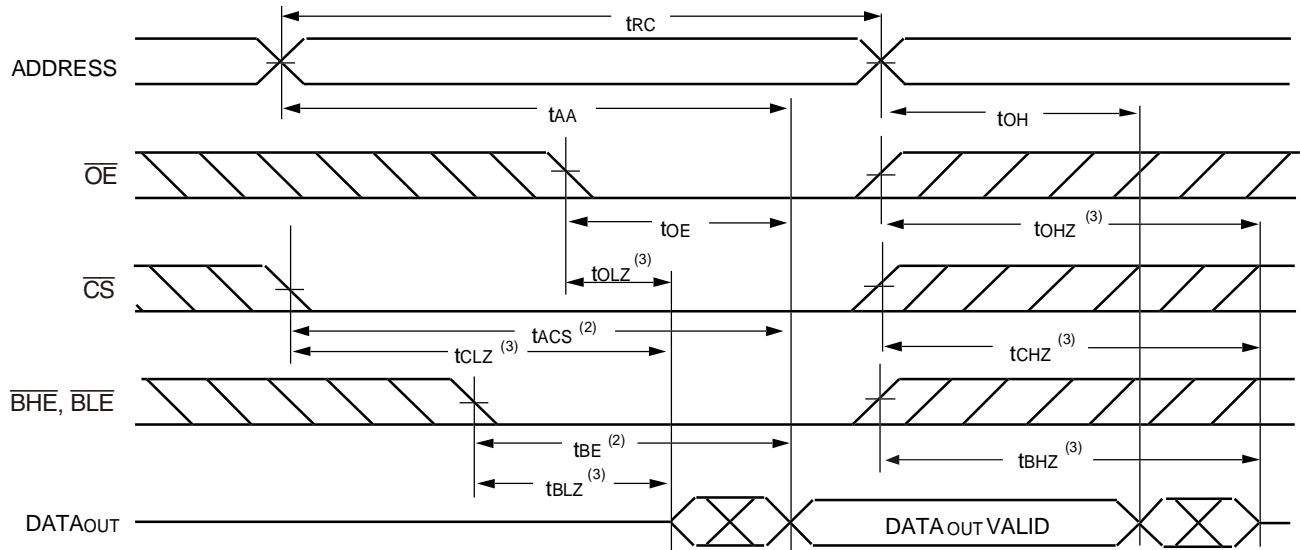 tRC
ADDRESS
tAA
tOH
OE
tOE
tOHZ (3)
tOLZ (3)
CS
tACS (2)
tCLZ (3)
tCHZ (3)
BHE, BLE
tBE (2)
tBHZ (3)
tBLZ (3)
DATAOUT
DATA OUT VALID